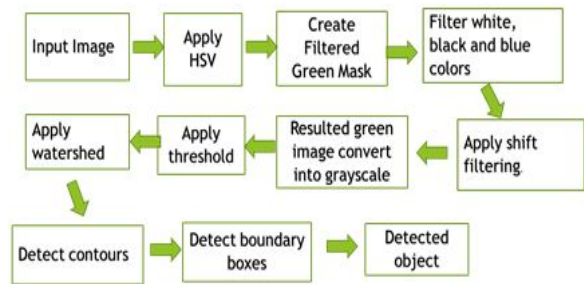 Input Image
Apply
HSV
Create
Filtered
Green Mask
Filter white,
black and blue
colors
Apply shift
filtering.
Resulted green
image convert
into grayscale
Apply
threshold
Apply
watershed
Detect contours
Detect boundary
boxes
Detected
object